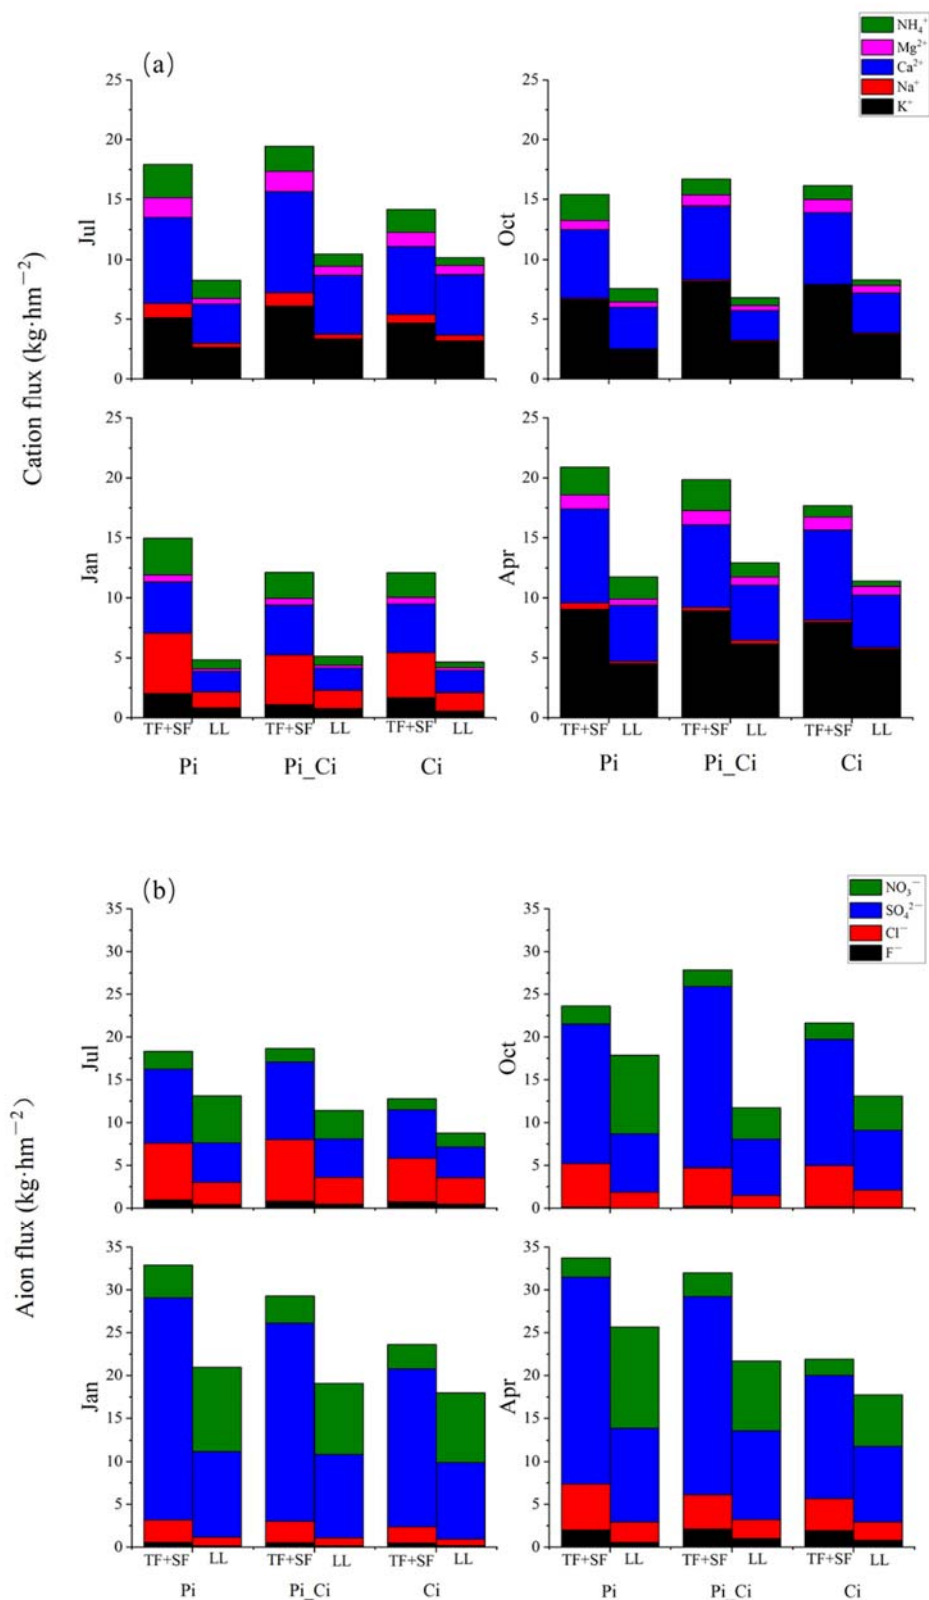 NH₄⁺
Mg²⁺
Ca²⁺
Na⁺
K⁺
(a)
Cation flux (kg·hm⁻²)
Jul
25
20
15
10
5
0
Oct
25
20
15
10
5
0
Jan
25
20
15
10
5
0
TF+SF LL TF+SF LL TF+SF LL
Pi Pi_Ci Ci
Apr
25
20
15
10
5
0
TF+SF LL TF+SF LL TF+SF LL
Pi Pi_Ci Ci
(b)
NO₃⁻
SO₄²⁻
Cl⁻
F⁻
Aion flux (kg·hm⁻²)
Jul
35
30
25
20
15
10
5
0
Oct
35
30
25
20
15
10
5
0
Jan
35
30
25
20
15
10
5
0
TF+SF LL TF+SF LL TF+SF LL
Pi Pi_Ci Ci
Apr
35
30
25
20
15
10
5
0
TF+SF LL TF+SF LL TF+SF LL
Pi Pi_Ci Ci